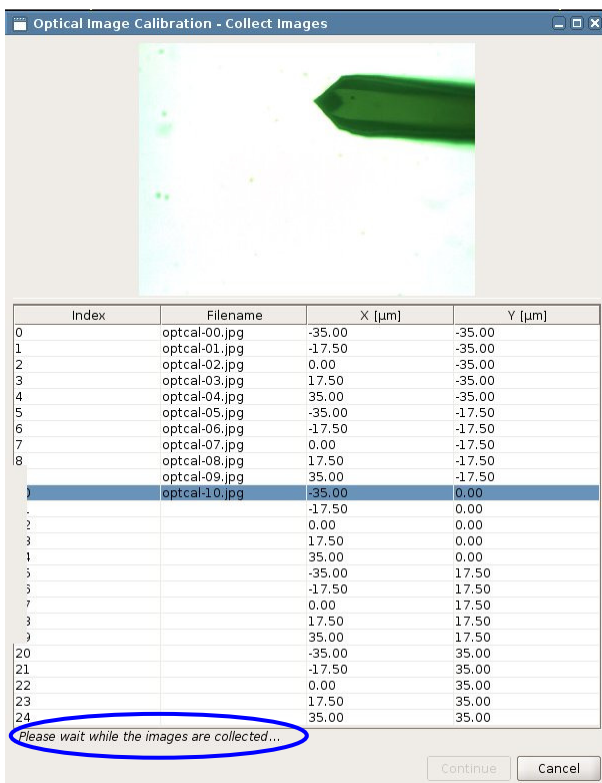 Optical Image Calibration - Collect Images
Index Filename X [µm] Y [µm]
0 optcal-00.jpg -35.00 -35.00
1 optcal-01.jpg -17.50 -35.00
2 optcal-02.jpg 0.00 -35.00
3 optcal-03.jpg 17.50 -35.00
4 optcal-04.jpg 35.00 -35.00
5 optcal-05.jpg -35.00 -17.50
6 optcal-06.jpg -17.50 -17.50
7 optcal-07.jpg 0.00 -17.50
8 optcal-08.jpg 17.50 -17.50
optcal-09.jpg 35.00 -17.50
optcal-10.jpg -35.00 0.00
-17.50 0.00
0.00 0.00
17.50 0.00
35.00 0.00
-35.00 17.50
-17.50 17.50
0.00 17.50
17.50 17.50
35.00 17.50
20 -35.00 35.00
21 -17.50 35.00
22 0.00 35.00
23 17.50 35.00
24 35.00 35.00
Please wait while the images are collected...
Continue Cancel